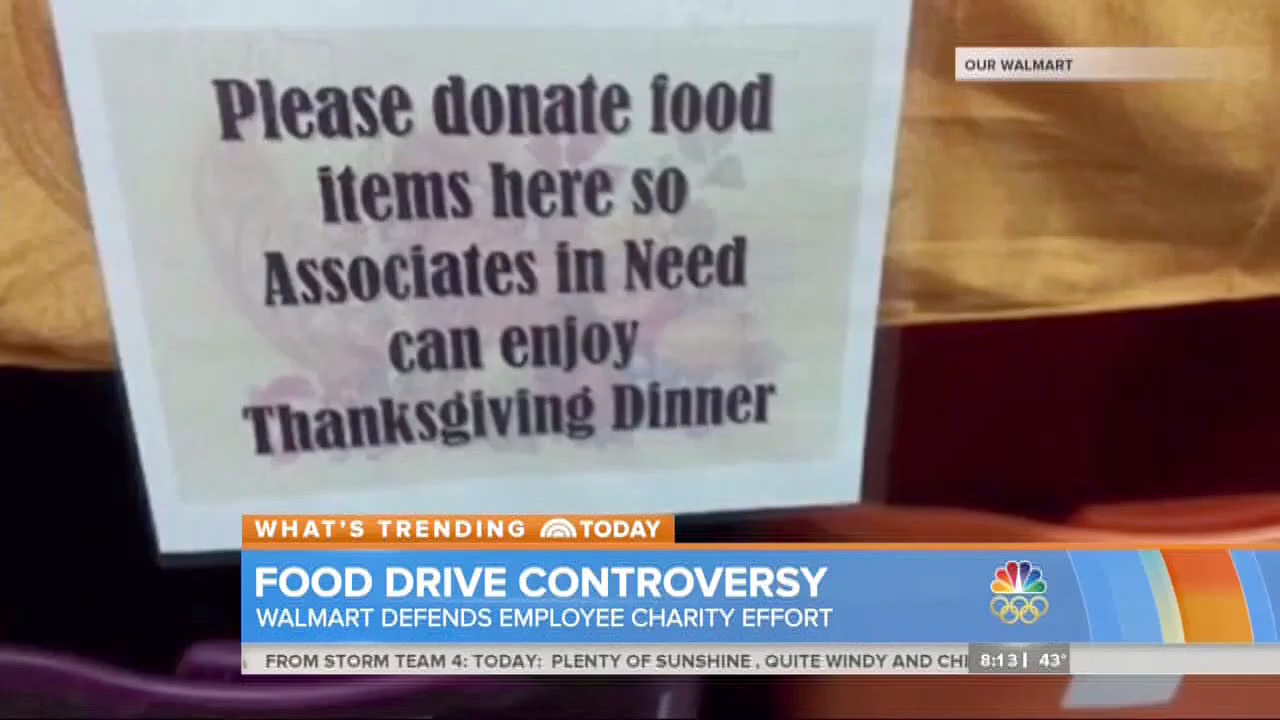 OUR WALMART
Please donate food
items here so
Associates in Need
can enjoy
Thanksgiving Dinner
WHAT'S TRENDING TODAY
FOOD DRIVE CONTROVERSY
WALMART DEFENDS EMPLOYEE CHARITY EFFORT
FROM STORM TEAM 4: TODAY: PLENTY OF SUNSHINE , QUITE WINDY AND CHI 8:13 43°